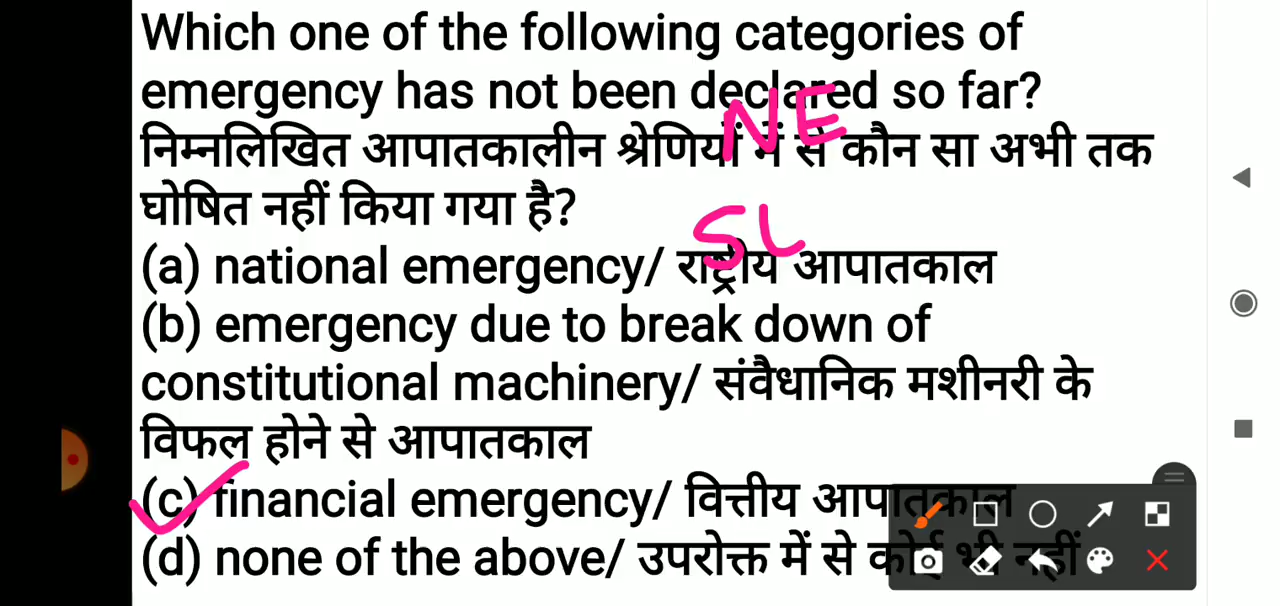 Which one of the following categories of
emergency has not been declared so far?
NE
निम्नलिखित आपातकालीन श्रेणियों में से कौन सा अभी तक
घोषित नहीं किया गया है?
SU
(a) national emergency/ राष्ट्रीय आपातकाल
(b) emergency due to break down of
constitutional machinery/ संवैधानिक मशीनरी के
विफल होने से आपातकाल
(c) financial emergency/ वित्तीय आपातकाल
(d) none of the above/ उपरोक्त में से कोई भी नहीं